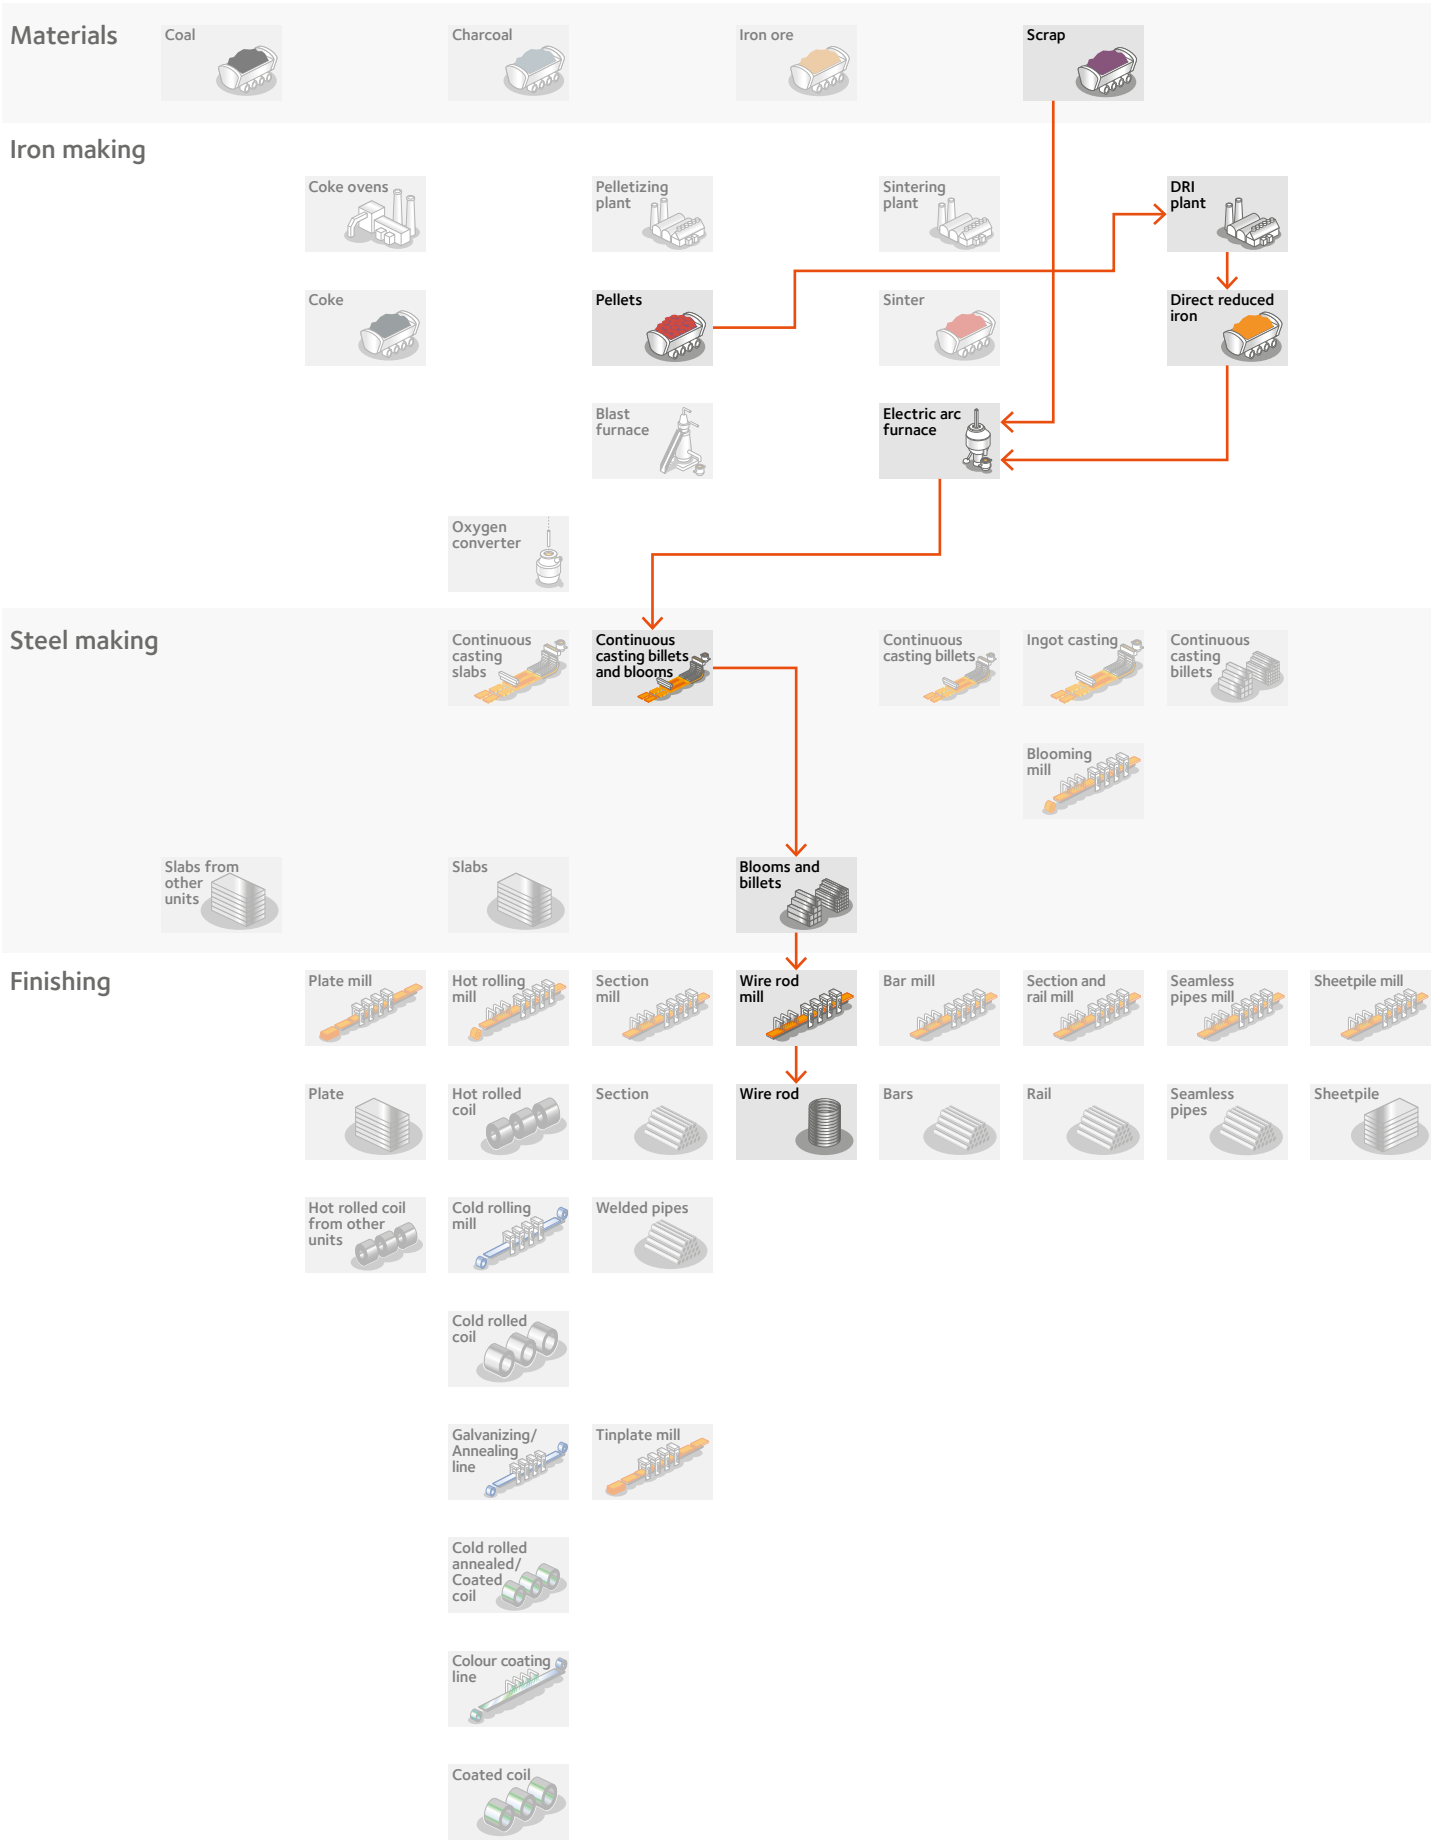 Materials
Coal
Charcoal
Iron ore
Scrap
Iron making
Coke ovens
Pelletizing
plant
Sintering
plant
DRI
plant
Coke
Pellets
Sinter
Direct reduced
iron
Blast
furnace
Electric arc
furnace
Oxygen
converter
Steel making
Continuous
casting
slabs
Continuous
casting billets
and blooms
Continuous
casting billets
Ingot casting
Continuous
casting
billets
Blooming
mill
Slabs from
other
units
Slabs
Blooms and
billets
Finishing
Plate mill
Hot rolling
mill
Section
mill
Wire rod
mill
Bar mill
Section and
rail mill
Seamless
pipes mill
Sheetpile mill
Plate
Hot rolled
coil
Section
Wire rod
Bars
Rail
Seamless
pipes
Sheetpile
Hot rolled coil
from other
units
Cold rolling
mill
Welded pipes
Cold rolled
coil
Galvanizing/
Annealing
line
Tinplate mill
Cold rolled
annealed/
Coated
coil
Colour coating
line
Coated coil